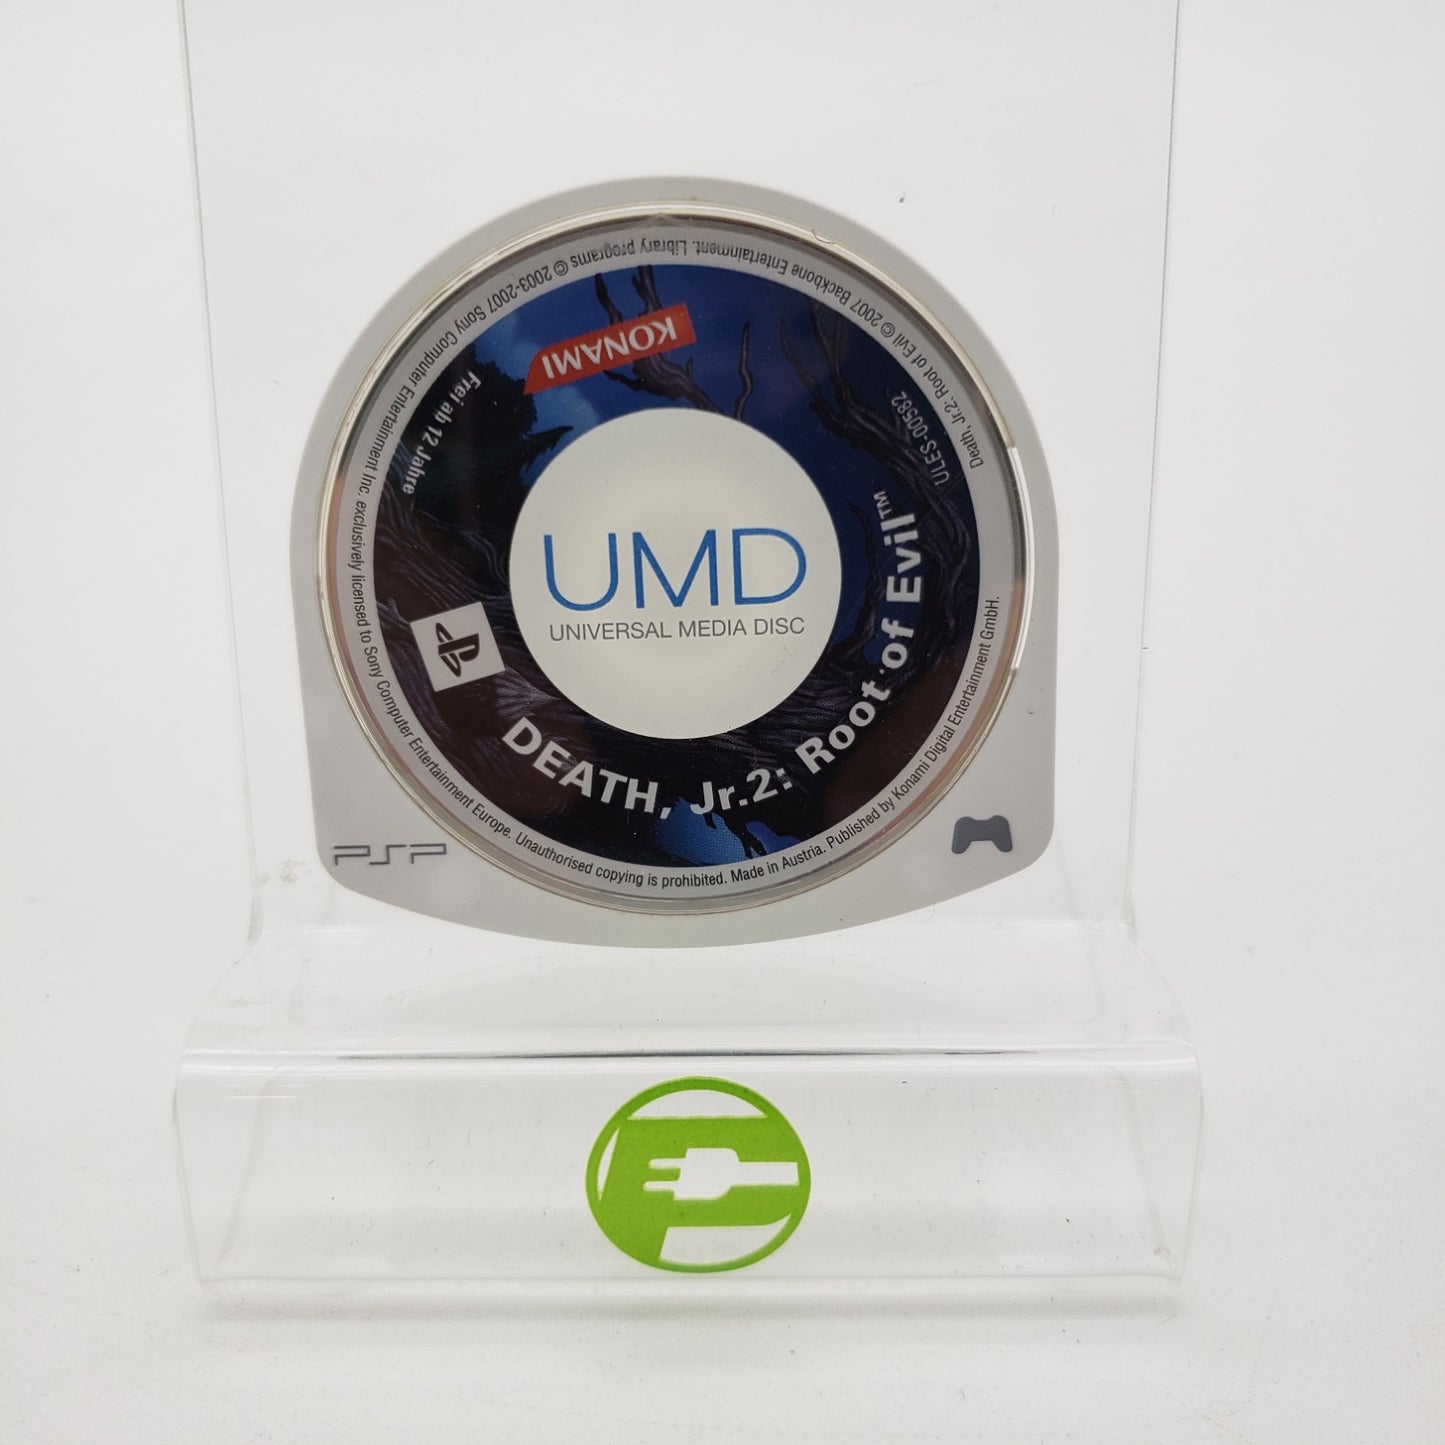 KONAMI
Frei ab 12 Jahre
ULES-00582
UMD
UNIVERSAL MEDIA DISC
DEATH, Jr.2: Root of Evil™
Death, Jr.2: Root of Evil © 2007 Backbone Entertainment. Library programs © 2003-2007 Sony Computer Entertainment Inc. exclusively licensed to Sony Computer Entertainment Europe. Unauthorised copying is prohibited. Made in Austria. Published by Konami Digital Entertainment GmbH.
PSP